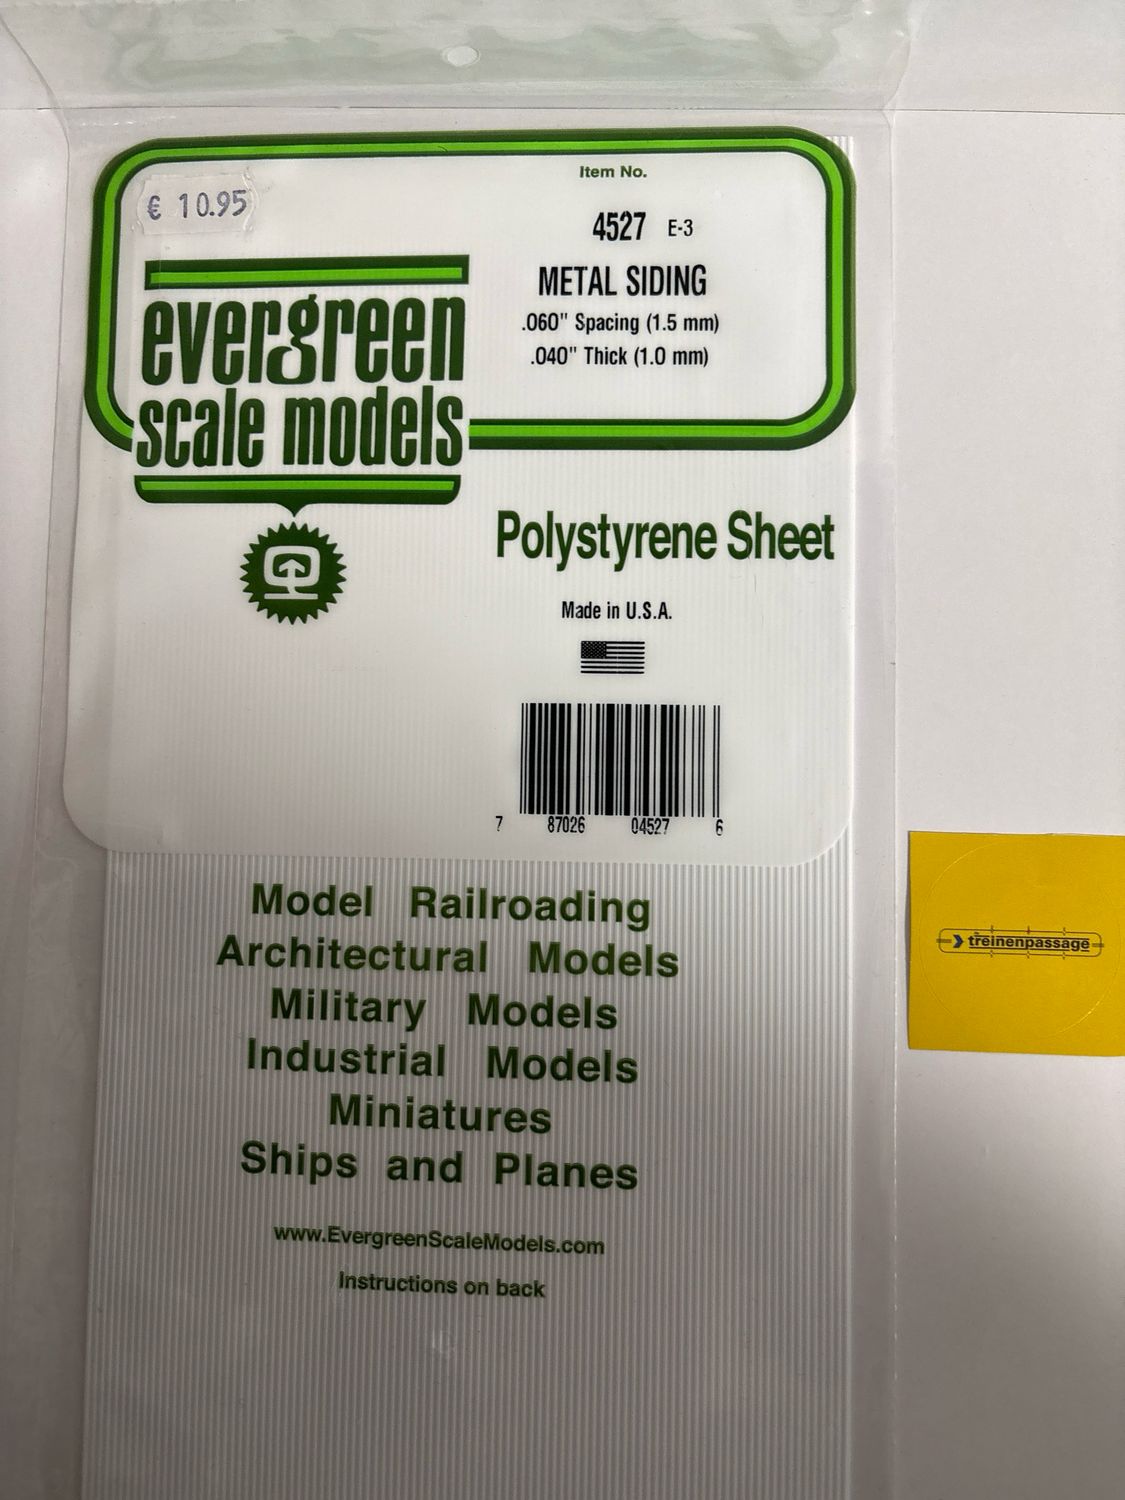 € 10.95
Item No.
4527 E-3
METAL SIDING
.060" Spacing (1.5 mm)
.040" Thick (1.0 mm)
evergreen
scale models
Polystyrene Sheet
Made in U.S.A.
7 87026 04527 6
Model Railroading
Architectural Models
Military Models
Industrial Models
Miniatures
Ships and Planes
www.EvergreenScaleModels.com
Instructions on back
de
treinenpassage